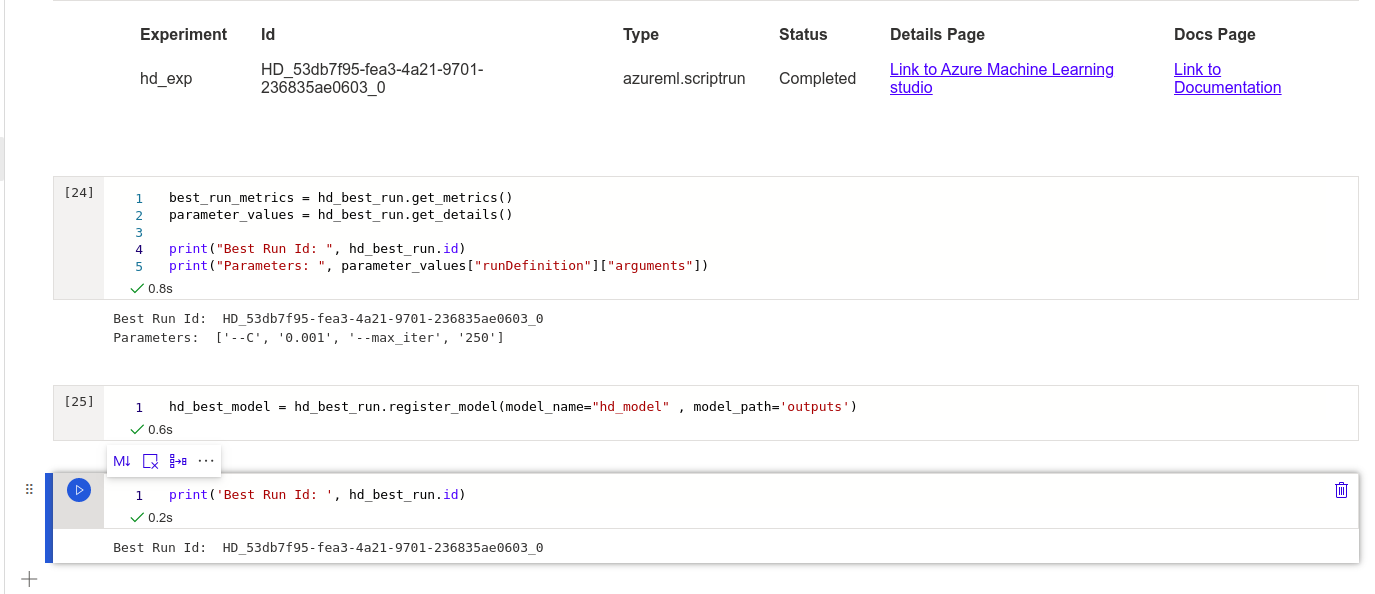 Experiment Id Type Status Details Page Docs Page
hd_exp HD_53db7f95-fea3-4a21-9701-236835ae0603_0 azureml.scriptrun Completed Link to Azure Machine Learning studio Link to Documentation
[24]
1 best_run_metrics = hd_best_run.get_metrics()
2 parameter_values = hd_best_run.get_details()
3
4 print("Best Run Id: ", hd_best_run.id)
5 print("Parameters: ", parameter_values["runDefinition"]["arguments"])
0.8s
Best Run Id:  HD_53db7f95-fea3-4a21-9701-236835ae0603_0
Parameters:  ['--C', '0.001', '--max_iter', '250']
[25]
1 hd_best_model = hd_best_run.register_model(model_name="hd_model" , model_path='outputs')
0.6s
M↓
1 print('Best Run Id: ', hd_best_run.id)
0.2s
Best Run Id:  HD_53db7f95-fea3-4a21-9701-236835ae0603_0